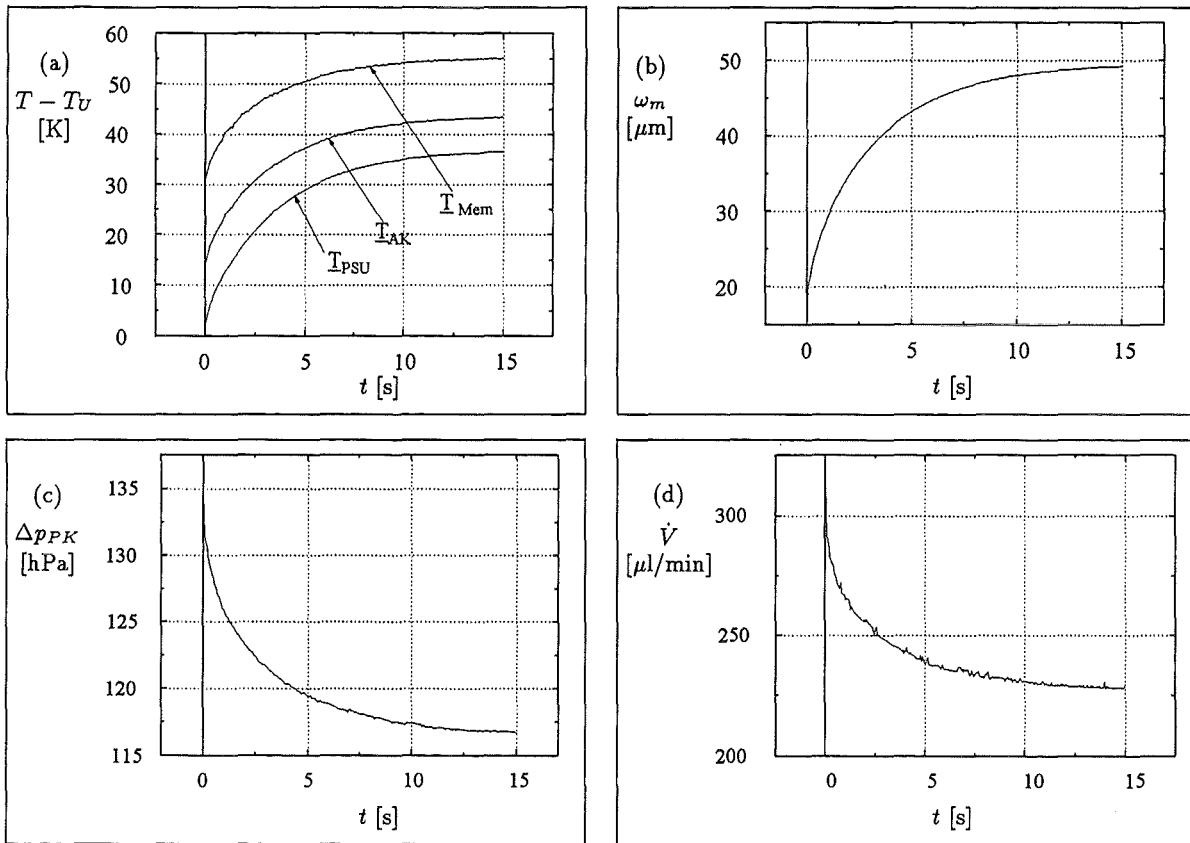 (a)
T − T_U
[K]
60
50
40
30
20
10
0
T_Mem
T_AK
T_PSU
0 5 10 15
t [s]
(b)
ω_m
[μm]
50
40
30
20
0 5 10 15
t [s]
(c)
Δp_PK
[hPa]
135
130
125
120
115
0 5 10 15
t [s]
(d)
V̇
[μl/min]
300
250
200
0 5 10 15
t [s]